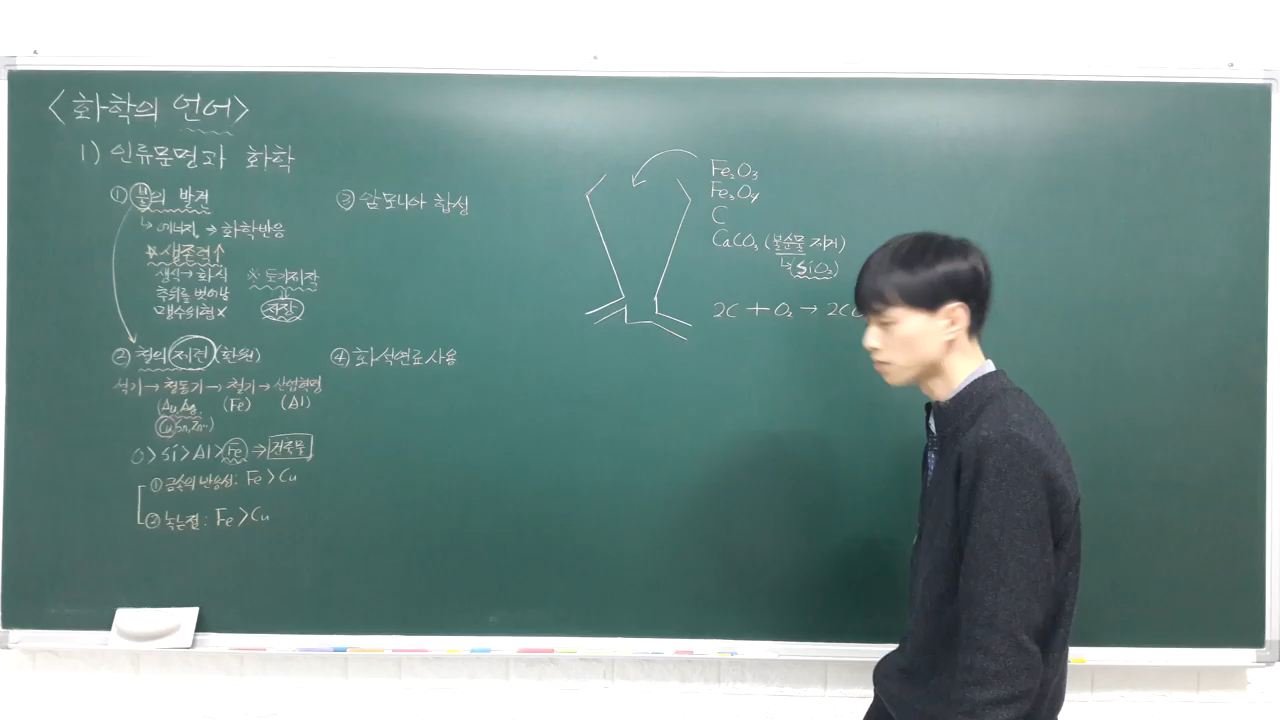 <화학의 언어>
1) 인류문명과 화학
① 불의 발견
↳ 에너지 → 화학반응
※ 생존력↑
생식→화식
추위를 벗어남
맹수위협×
※ 토기제작
↓
저장
② 철의 제련 (환원)
석기 → 청동기 → 철기 → 산업혁명
(Au, Ag, (Fe) (Al)
Cu, Sn, Zn…)
O > Si > Al > Fe ⇒ 건축물
① 금속의 반응성: Fe > Cu
② 녹는점: Fe > Cu
③ 암모니아 합성
④ 화석연료 사용
Fe₂O₃
Fe₃O₄
C
CaCO₃ (불순물 제거)
↳ (SiO₂)
2C + O₂ → 2CO